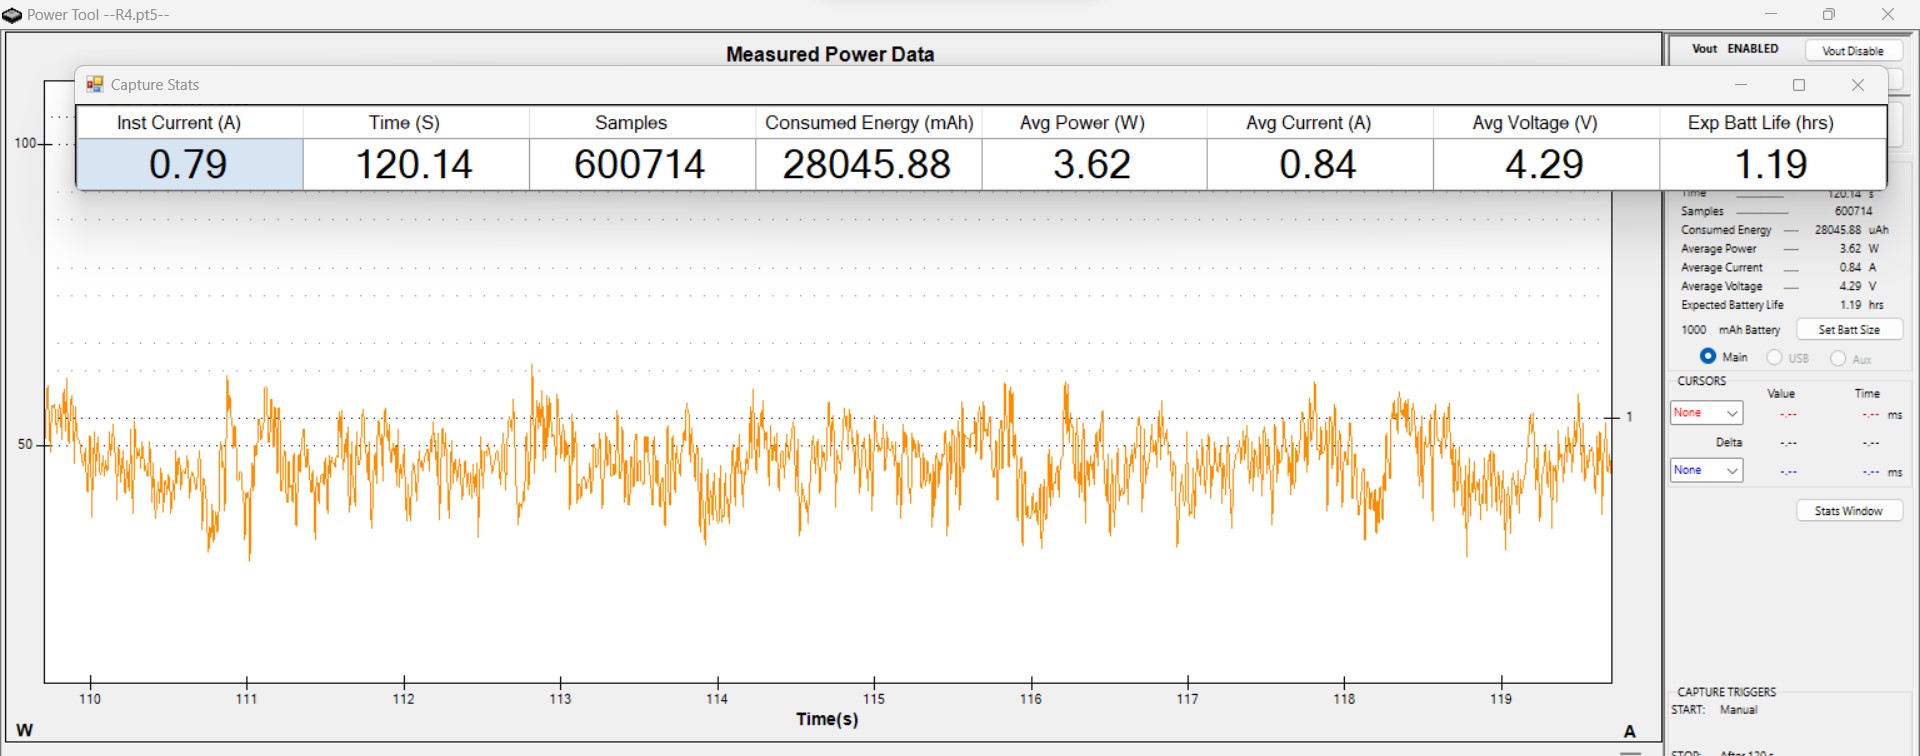 Power Tool --R4.pt5--
Measured Power Data
Vout ENABLED
Vout Disable
Capture Stats
Inst Current (A) Time (S) Samples Consumed Energy (mAh) Avg Power (W) Avg Current (A) Avg Voltage (V) Exp Batt Life (hrs)
0.79 120.14 600714 28045.88 3.62 0.84 4.29 1.19
Time 120.14 s
Samples 600714
Consumed Energy 28045.88 uAh
Average Power 3.62 W
Average Current 0.84 A
Average Voltage 4.29 V
Expected Battery Life 1.19 hrs
1000 mAh Battery Set Batt Size
Main USB Aux
CURSORS
Value Time
None -.-- -.-- ms
Delta -.-- -.--
None -.-- -.-- ms
Stats Window
CAPTURE TRIGGERS
START: Manual
STOP: After 120 s
100
50
1
110 111 112 113 114 115 116 117 118 119
Time(s)
W
A